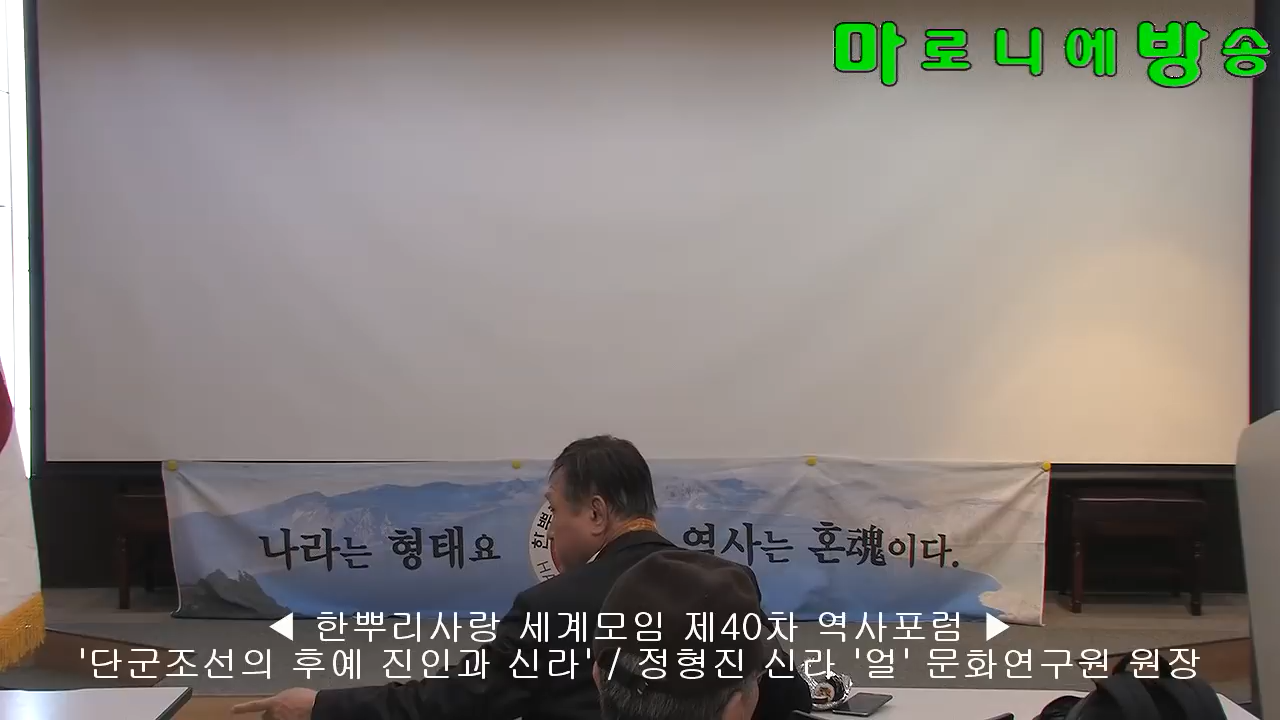 마로니에방송
나라는 형태요 역사는 혼魂이다.
한뿌
◀ 한뿌리사랑 세계모임 제40차 역사포럼 ▶
'단군조선의 후예 진인과 신라' / 정형진 신라 '얼' 문화연구원 원장